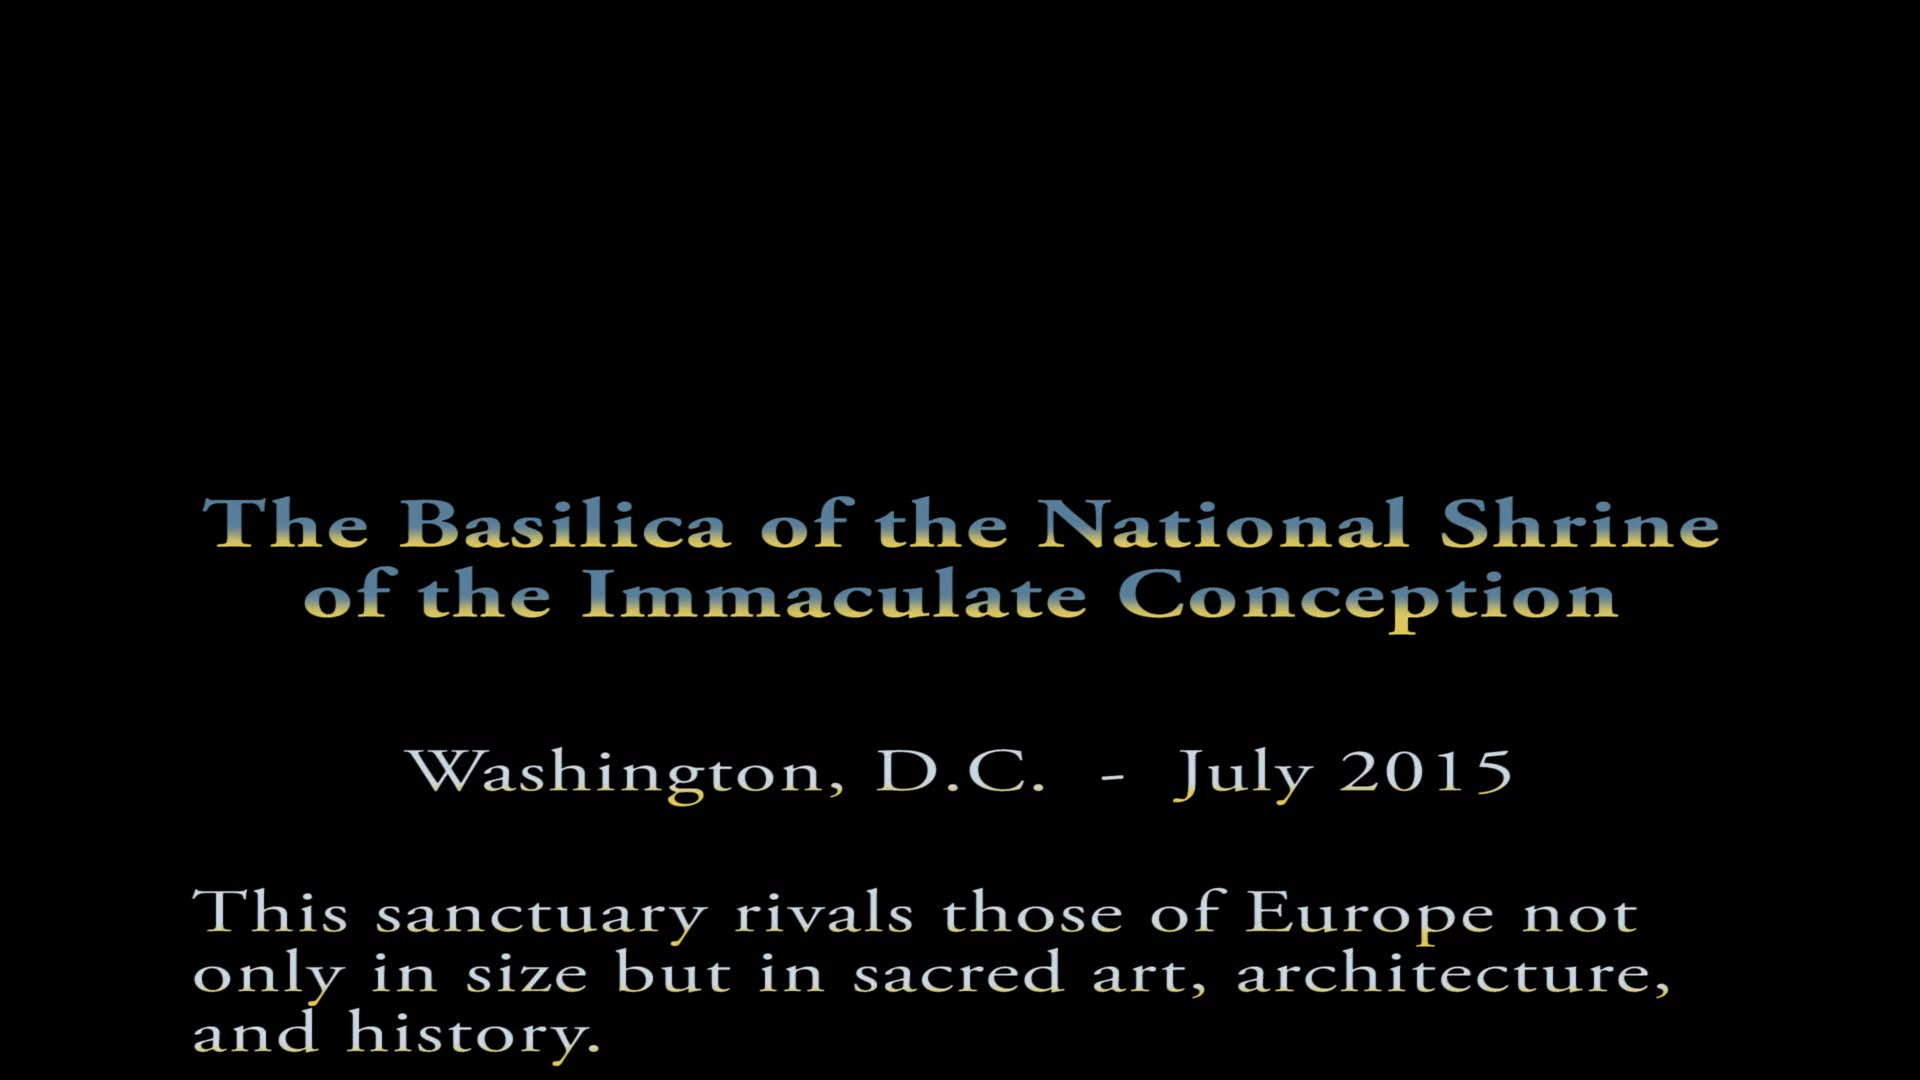 The Basilica of the National Shrine
of the Immaculate Conception
Washington, D.C. - July 2015
This sanctuary rivals those of Europe not
only in size but in sacred art, architecture,
and history.